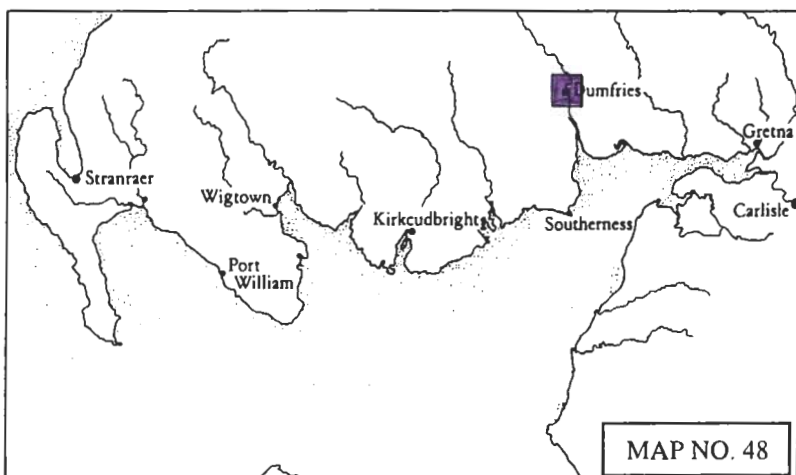 Dumfries
Gretna
Stranraer
Wigtown
Kirkcudbright
Southerness
Carlisle
Port
William
MAP NO. 48